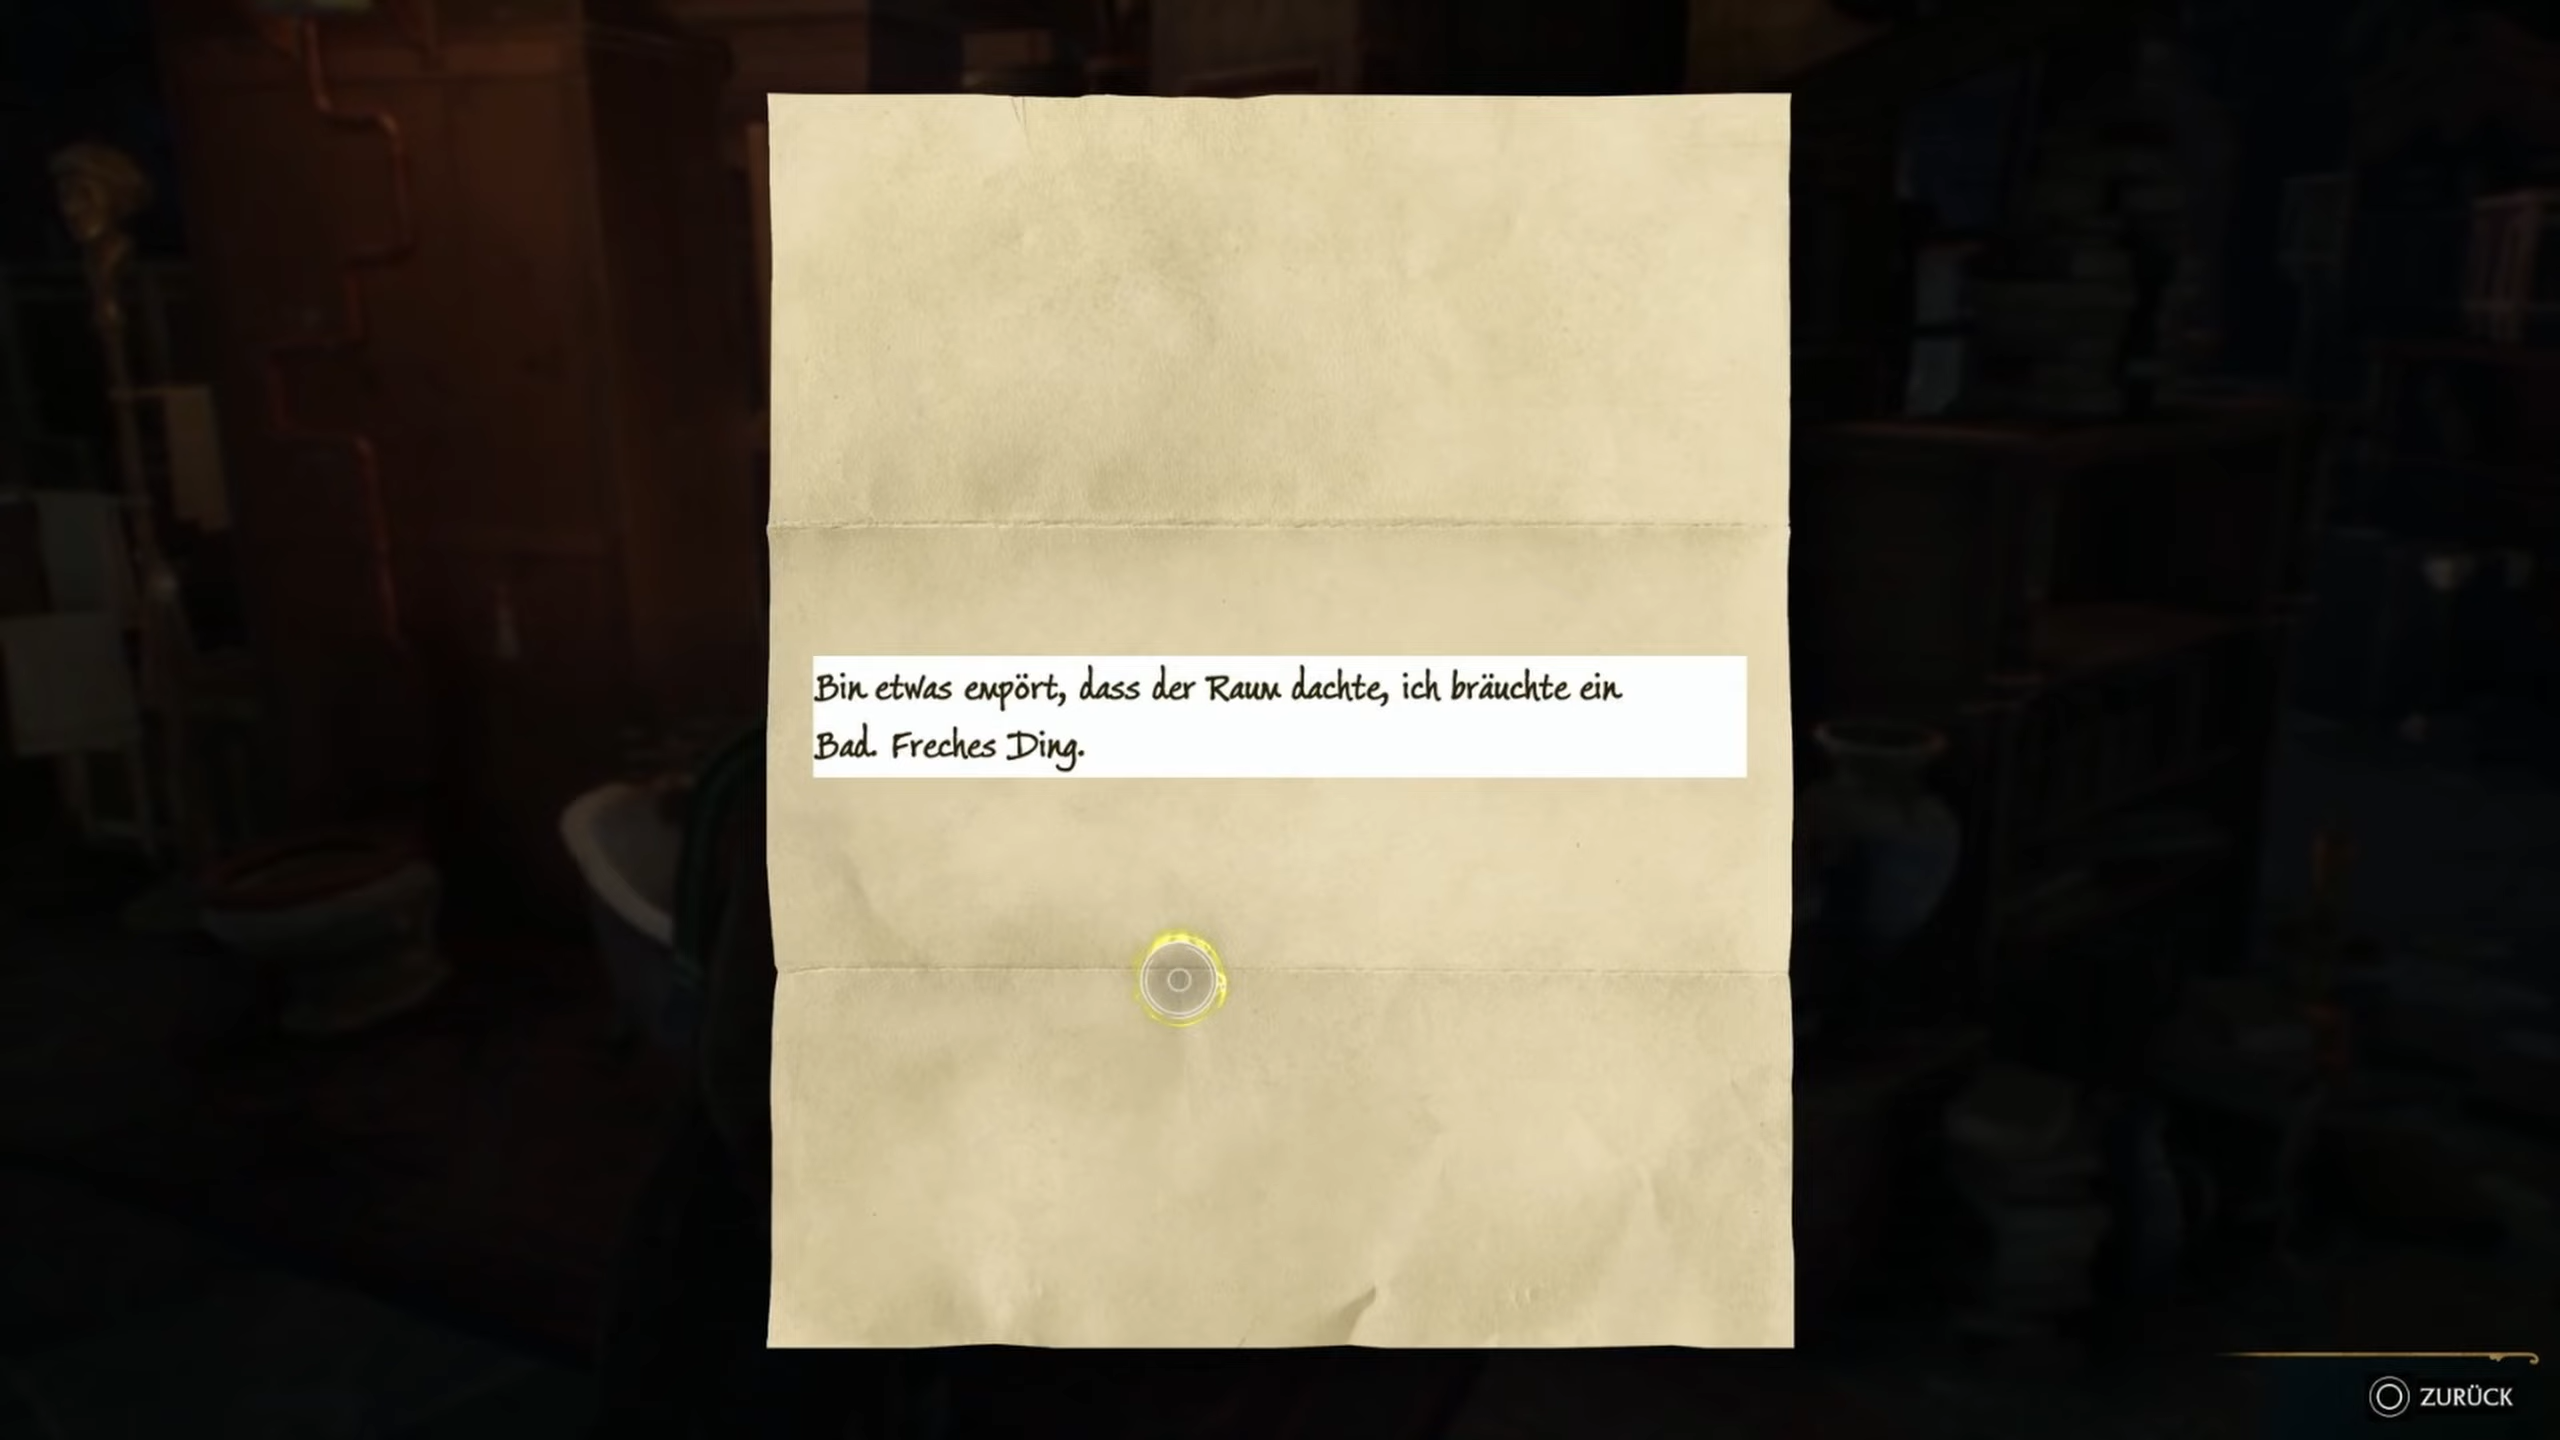 Bin etwas empört, dass der Raum dachte, ich bräuchte ein
Bad. Freches Ding.
ZURÜCK